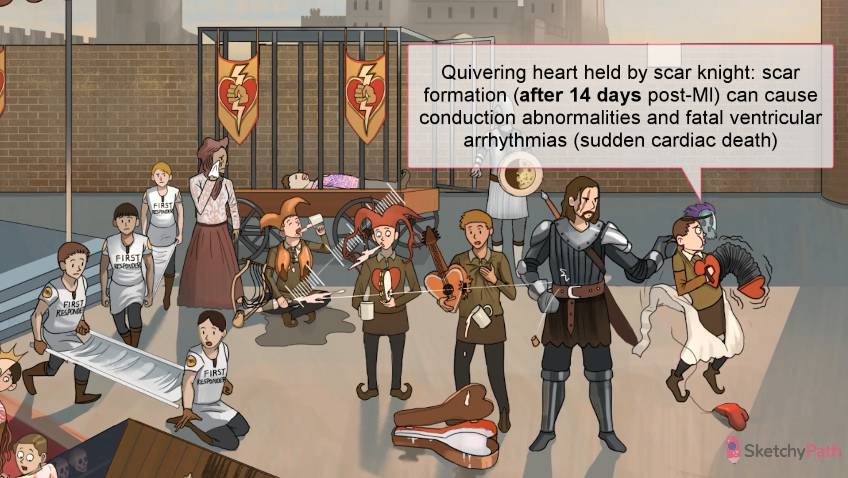 Quivering heart held by scar knight: scar
formation (after 14 days post-MI) can cause
conduction abnormalities and fatal ventricular
arrhythmias (sudden cardiac death)
FIRST
RESPONDER
FIRST
RESPONDER
FIRST
RESPONDER
FIRST
RESPONDER
SketchyPath